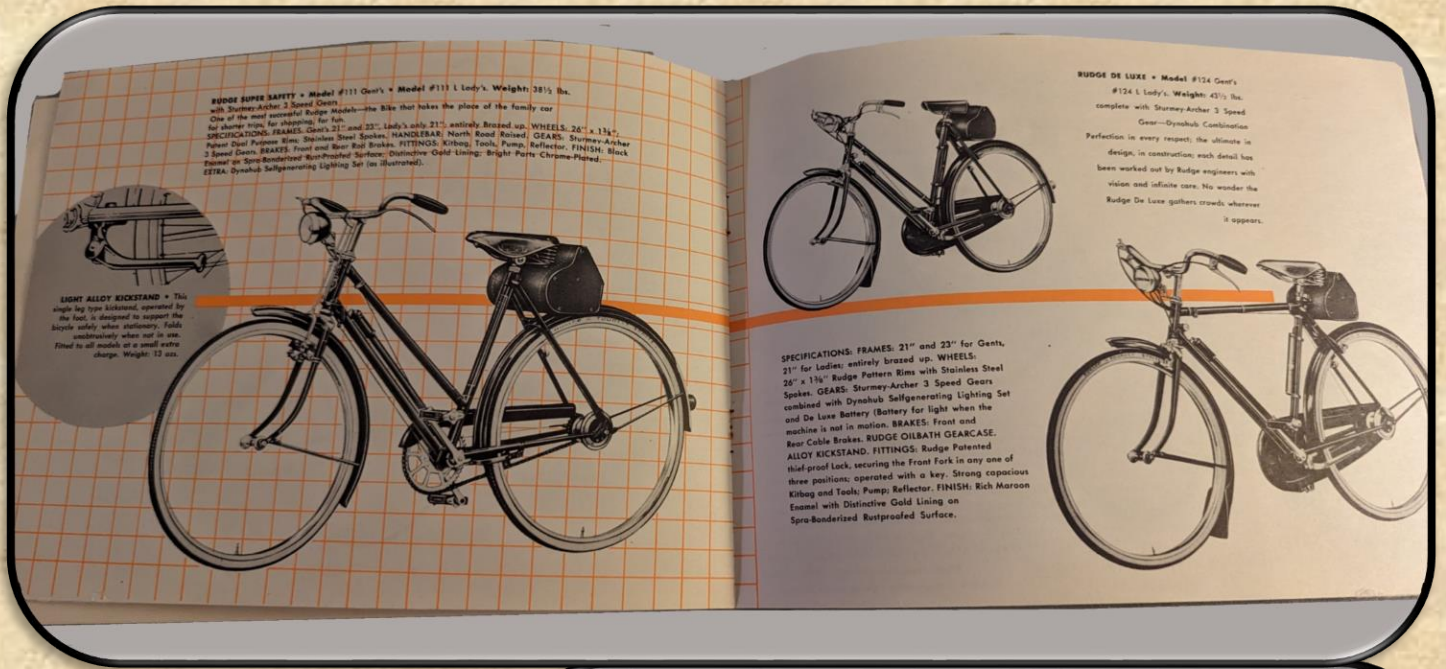 RUDGE SUPER SAFETY • Model #111 Gent's • Model #111 L Lady's. Weight: 38½ lbs.
with Sturmey-Archer 3 Speed Gears
One of the most successful Rudge Models—the Bike that takes the place of the family car
for shorter trips, for shopping, for fun.
SPECIFICATIONS. FRAMES. Gent's 21" and 23", Lady's only 21"; entirely Brazed up. WHEELS: 26" x 1⅜";
Patent Dual Purpose Rims; Stainless Steel Spokes. HANDLEBAR: North Road Raised. GEARS: Sturmey-Archer
3 Speed Gears. BRAKES: Front and Rear Rod Brakes. FITTINGS: Kitbag, Tools, Pump, Reflector. FINISH: Black
Enamel on Spra-Bonderized Rust-Proofed Surface; Distinctive Gold Lining; Bright Parts Chrome-Plated.
EXTRA: Dynohub Selfgenerating Lighting Set (as illustrated).
LIGHT ALLOY KICKSTAND • This
single leg type kickstand, operated by
the foot, is designed to support the
bicycle safely when stationary. Folds
unobtrusively when not in use.
Fitted to all models at a small extra
charge. Weight: 12 ozs.
RUDGE DE LUXE • Model #124 Gent's
#124 L Lady's. Weight: 43½ lbs.
complete with Sturmey-Archer 3 Speed
Gear—Dynohub Combination
Perfection in every respect; the ultimate in
design, in construction; each detail has
been worked out by Rudge engineers with
vision and infinite care. No wonder the
Rudge De Luxe gathers crowds wherever
it appears.
SPECIFICATIONS: FRAMES: 21" and 23" for Gents,
21" for Ladies; entirely brazed up. WHEELS:
26" x 1⅜" Rudge Pattern Rims with Stainless Steel
Spokes. GEARS: Sturmey-Archer 3 Speed Gears
combined with Dynohub Selfgenerating Lighting Set
and De Luxe Battery (Battery for light when the
machine is not in motion. BRAKES: Front and
Rear Cable Brakes. RUDGE OILBATH GEARCASE.
ALLOY KICKSTAND. FITTINGS: Rudge Patented
thief-proof Lock, securing the Front Fork in any one of
three positions; operated with a key. Strong capacious
Kitbag and Tools; Pump; Reflector. FINISH: Rich Maroon
Enamel with Distinctive Gold Lining on
Spra-Bonderized Rustproofed Surface.